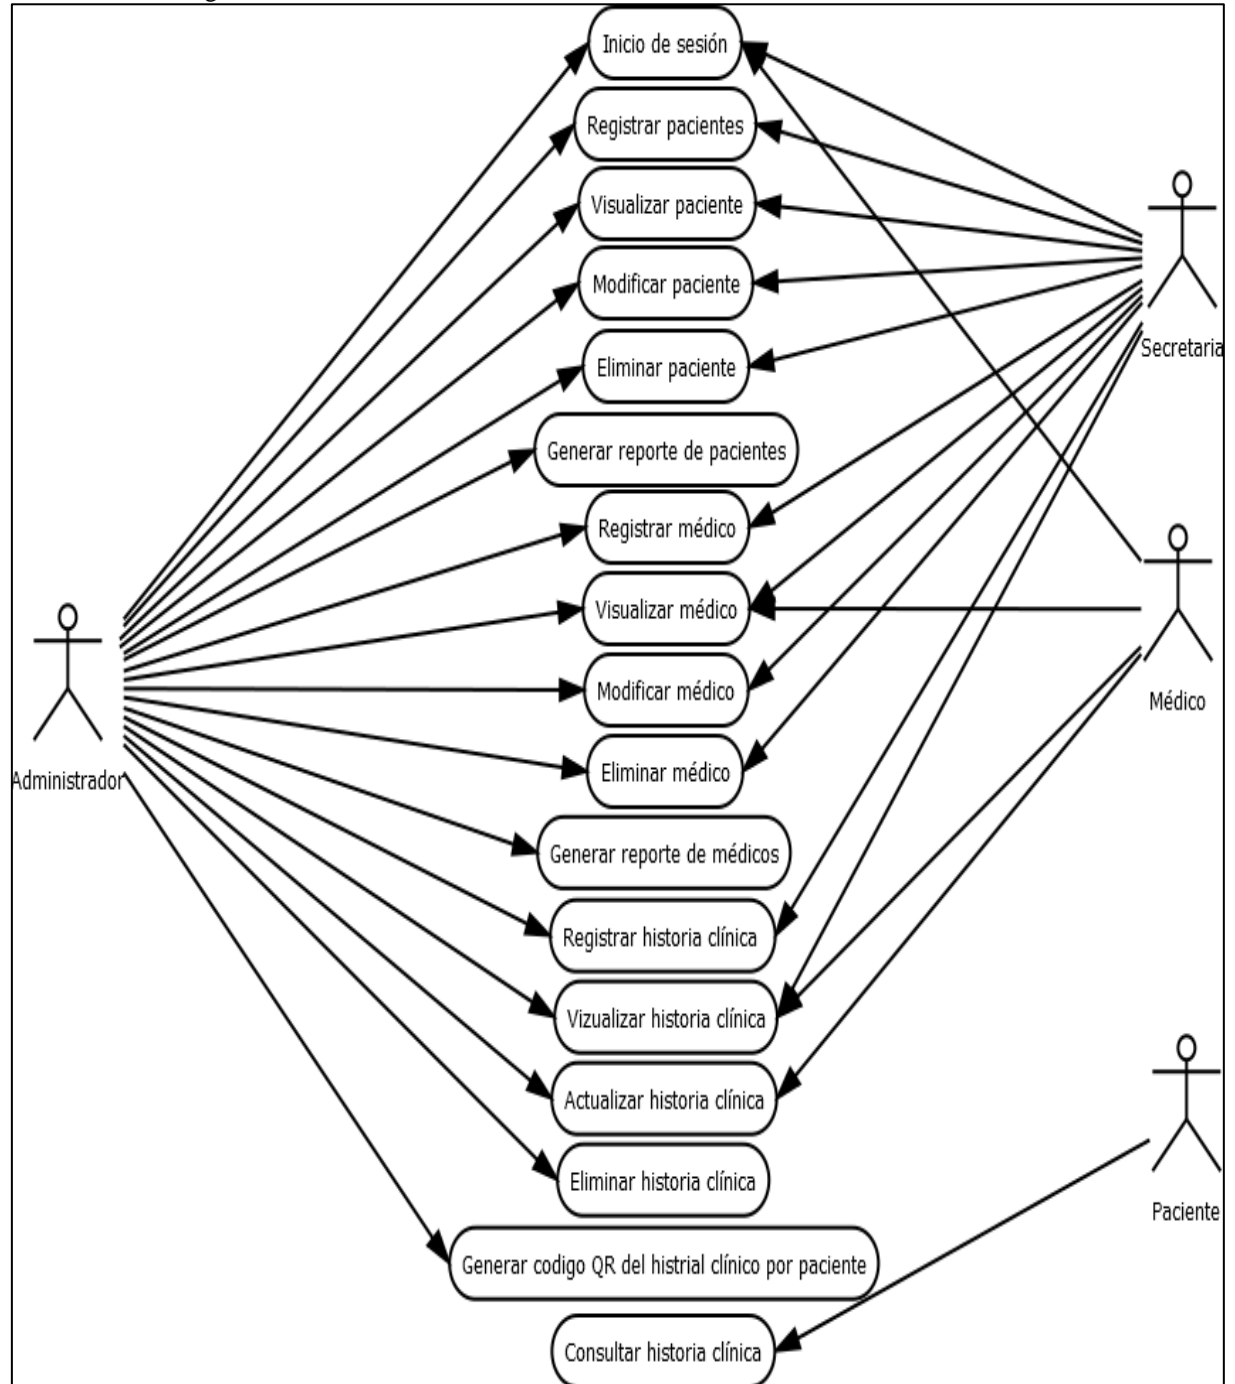 Inicio de sesión
Registrar pacientes
Visualizar paciente
Modificar paciente
Eliminar paciente
Generar reporte de pacientes
Registrar médico
Visualizar médico
Modificar médico
Eliminar médico
Generar reporte de médicos
Registrar historia clínica
Vizualizar historia clínica
Actualizar historia clínica
Eliminar historia clínica
Generar codigo QR del histrial clínico por paciente
Consultar historia clínica
Administrador
Secretaria
Médico
Paciente